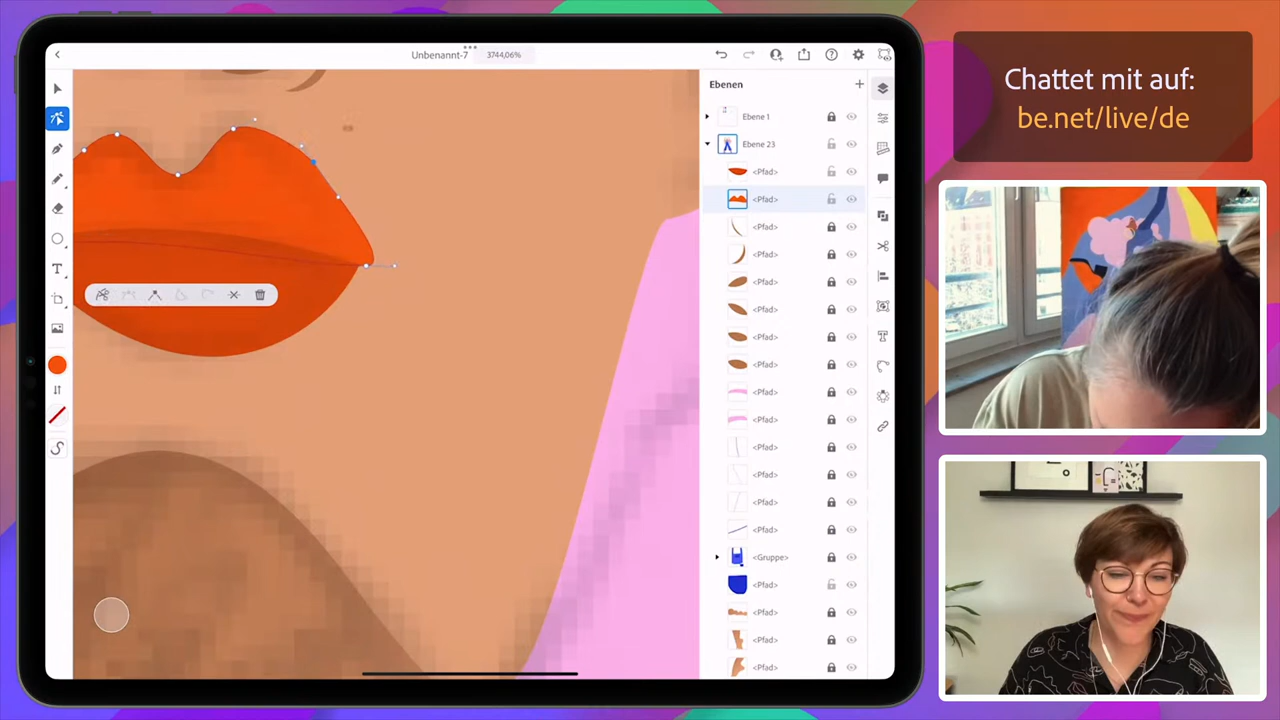 Unbenannt-7
3744,06%
Ebenen
Ebene 1
Ebene 23
<Pfad>
<Pfad>
<Pfad>
<Pfad>
<Pfad>
<Pfad>
<Pfad>
<Pfad>
<Pfad>
<Pfad>
<Pfad>
<Pfad>
<Pfad>
<Pfad>
<Gruppe>
<Pfad>
<Pfad>
<Pfad>
<Pfad>
Chattet mit auf:
be.net/live/de